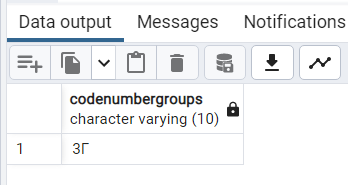 Data output Messages Notifications
codenumbergroups
character varying (10)
1 3Г